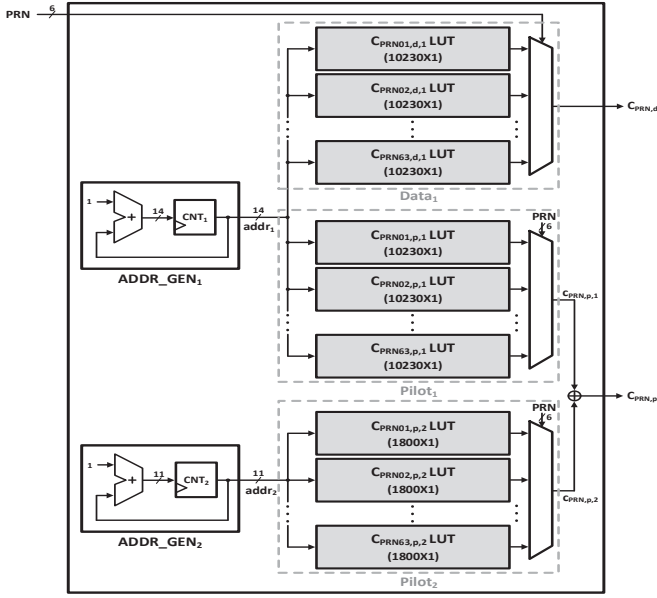 PRN
6
C_PRN01,d,1 LUT
(10230X1)
C_PRN02,d,1 LUT
(10230X1)
C_PRN63,d,1 LUT
(10230X1)
C_PRN,d
Data₁
1
+
14
CNT₁
14
addr₁
ADDR_GEN₁
PRN
6
C_PRN01,p,1 LUT
(10230X1)
C_PRN02,p,1 LUT
(10230X1)
C_PRN63,p,1 LUT
(10230X1)
c_PRN,p,1
Pilot₁
C_PRN,p
PRN
6
C_PRN01,p,2 LUT
(1800X1)
C_PRN02,p,2 LUT
(1800X1)
C_PRN63,p,2 LUT
(1800X1)
c_PRN,p,2
1
+
11
CNT₂
11
addr₂
ADDR_GEN₂
Pilot₂